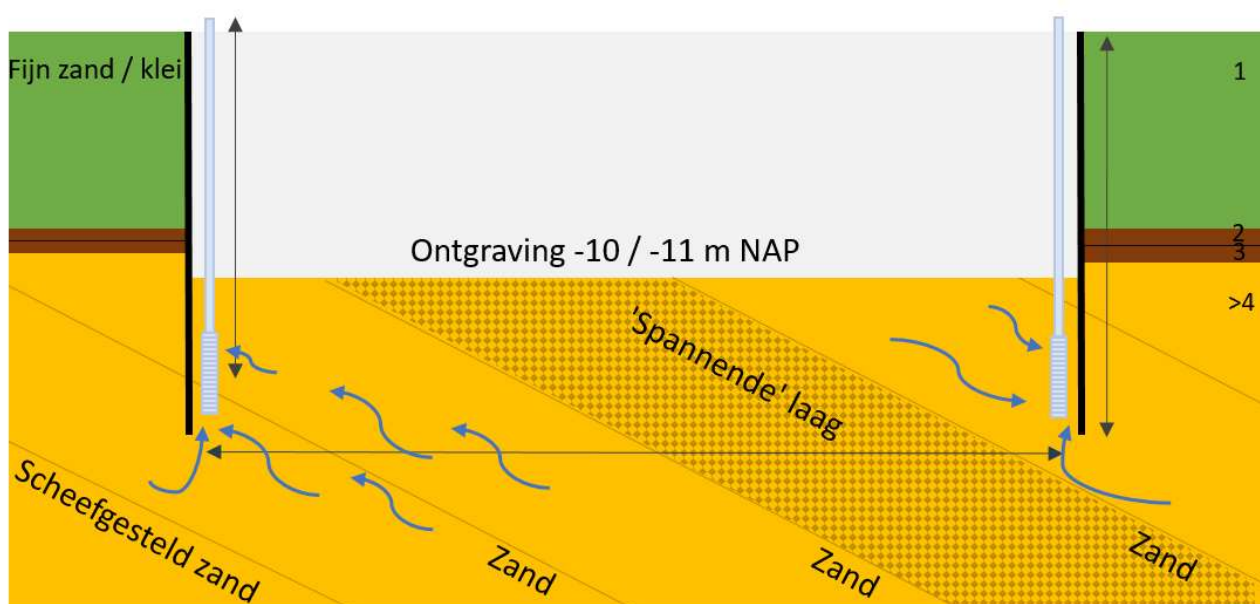 Fijn zand / klei
1
2
3
Ontgraving -10 / -11 m NAP
>4
'Spannende' laag
Scheefgesteld zand
Zand
Zand
Zand